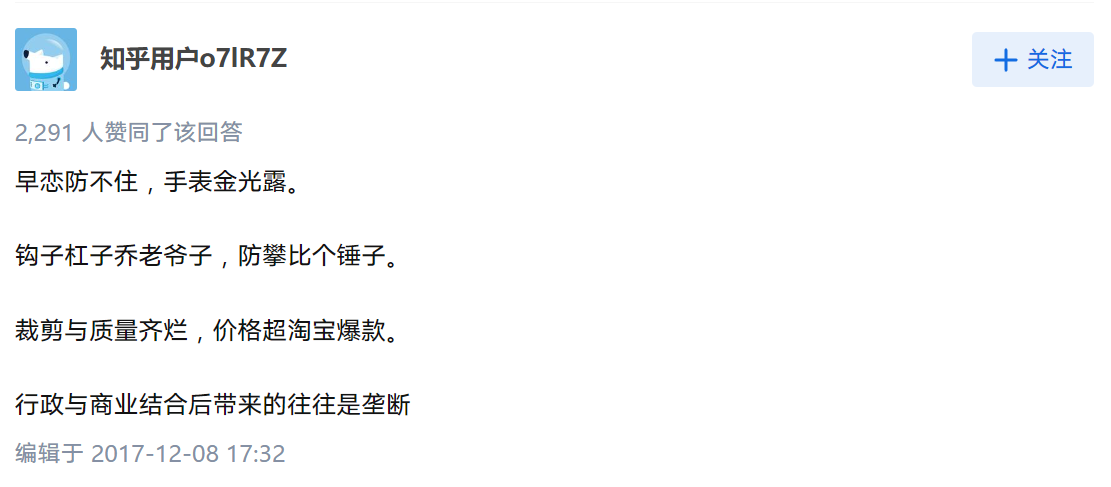 知乎用户o7lR7Z
+ 关注
2,291 人赞同了该回答
早恋防不住，手表金光露。
钩子杠子乔老爷子，防攀比个锤子。
裁剪与质量齐烂，价格超淘宝爆款。
行政与商业结合后带来的往往是垄断
编辑于 2017-12-08 17:32